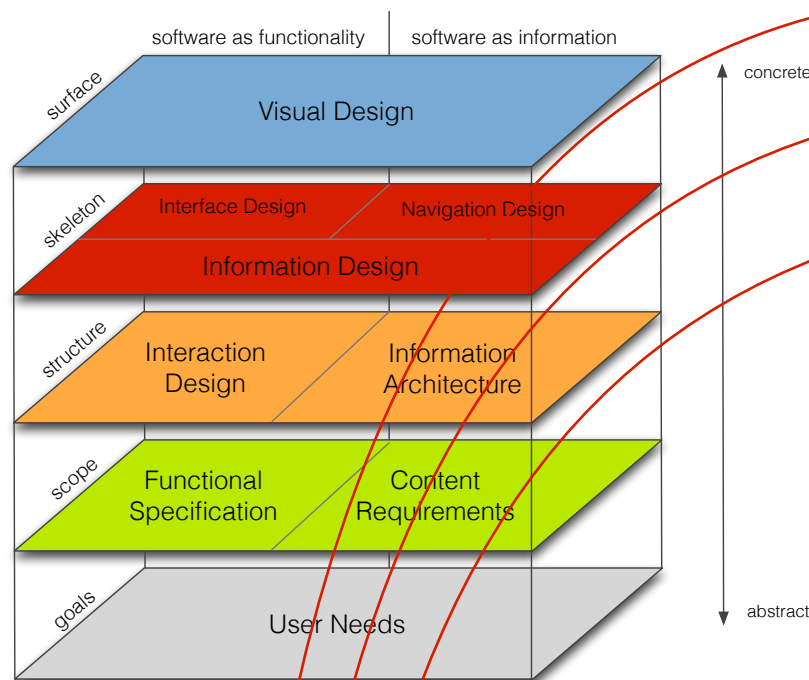 software as functionality
software as information
concrete
surface
Visual Design
skeleton
Interface Design
Navigation Design
Information Design
structure
Interaction
Design
Information
Architecture
scope
Functional
Specification
Content
Requirements
goals
User Needs
abstract